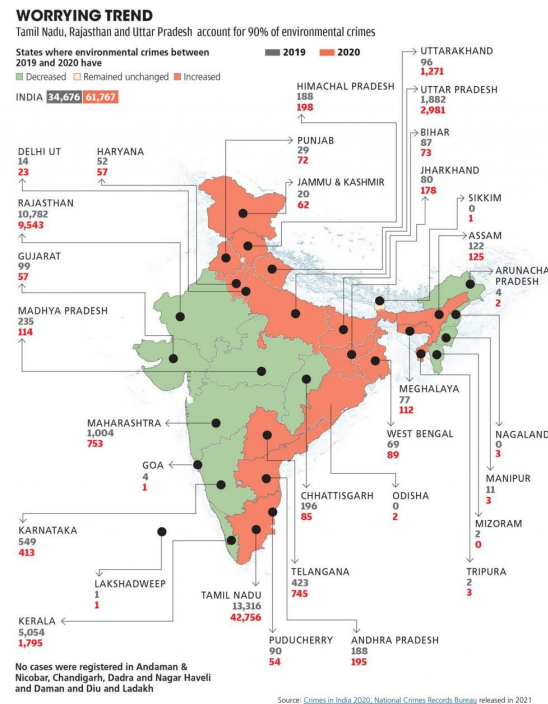 WORRYING TREND
Tamil Nadu, Rajasthan and Uttar Pradesh account for 90% of environmental crimes
States where environmental crimes between
2019 and 2020 have
Decreased Remained unchanged Increased
2019 2020
INDIA 34,676 61,767
UTTARAKHAND
96
1,271
HIMACHAL PRADESH
188
198
UTTAR PRADESH
1,882
2,981
PUNJAB
29
72
BIHAR
87
73
DELHI UT
14
23
HARYANA
52
57
JAMMU & KASHMIR
20
62
JHARKHAND
80
178
SIKKIM
0
1
RAJASTHAN
10,782
9,543
ASSAM
122
125
GUJARAT
99
57
ARUNACHA
PRADESH
4
2
MADHYA PRADESH
235
114
MEGHALAYA
77
112
MAHARASHTRA
1,004
753
WEST BENGAL
69
89
NAGALAND
0
3
GOA
4
1
MANIPUR
11
3
CHHATTISGARH
196
85
ODISHA
0
2
MIZORAM
2
0
KARNATAKA
549
413
TRIPURA
2
3
LAKSHADWEEP
1
1
TELANGANA
423
745
TAMIL NADU
13,316
42,756
KERALA
5,054
1,795
PUDUCHERRY
90
54
ANDHRA PRADESH
188
195
No cases were registered in Andaman &
Nicobar, Chandigarh, Dadra and Nagar Haveli
and Daman and Diu and Ladakh
Source: Crimes in India 2020, National Crimes Records Bureau released in 2021